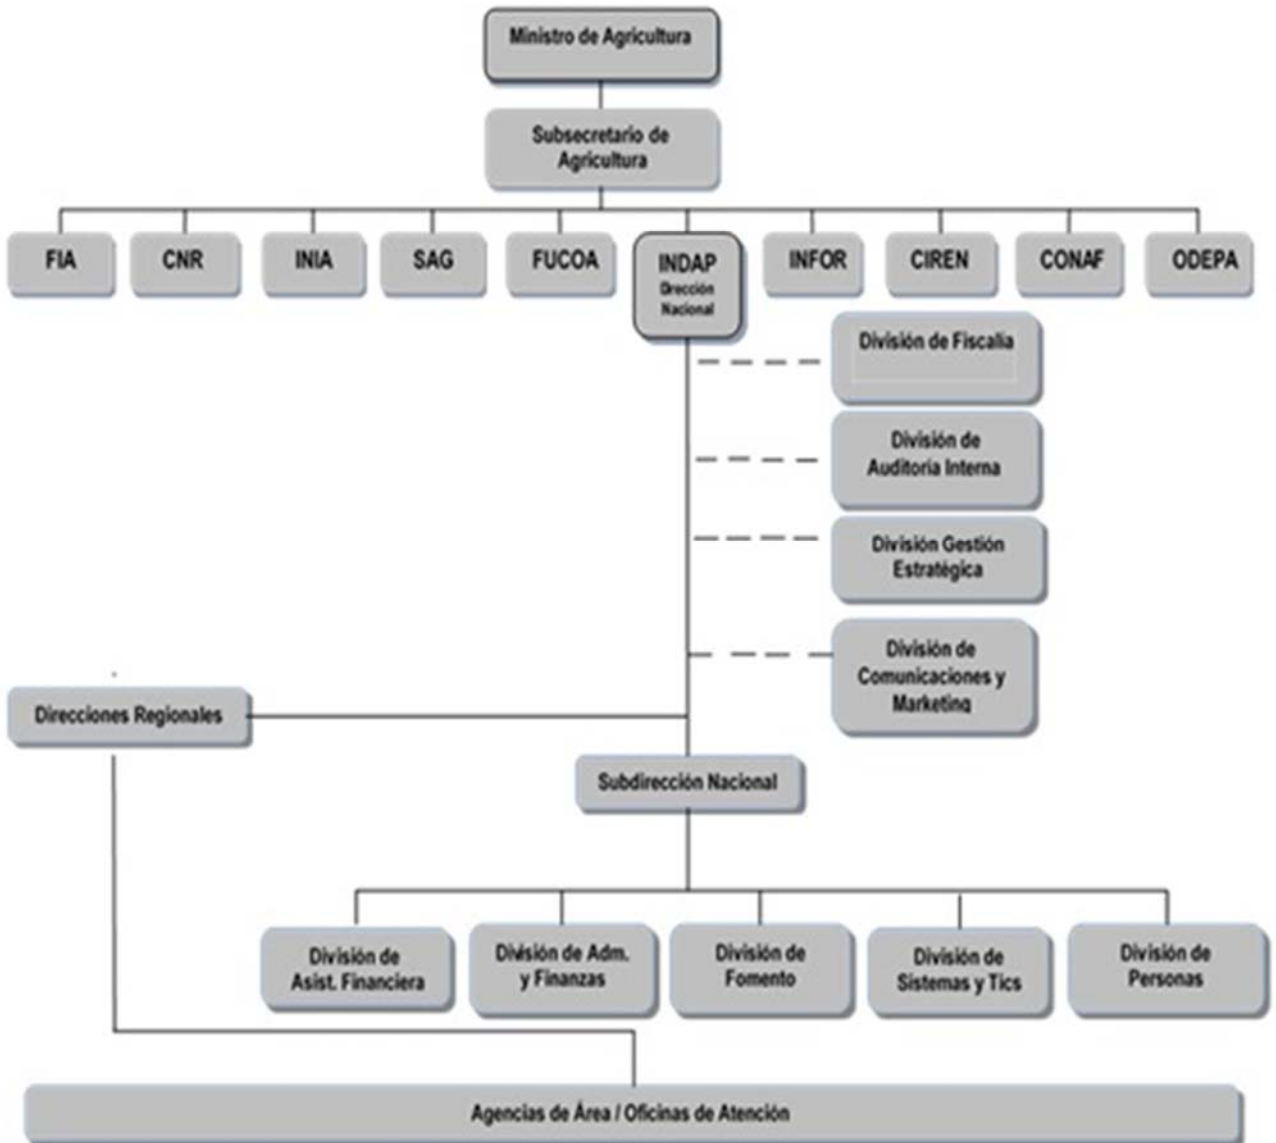 Ministro de Agricultura
Subsecretario de
Agricultura
FIA
CNR
INIA
SAG
FUCOA
INDAP
Dirección
Nacional
INFOR
CIREN
CONAF
ODEPA
División de Fiscalía
División de
Auditoría Interna
División Gestión
Estratégica
División de
Comunicaciones y
Marketing
Direcciones Regionales
Subdirección Nacional
División de
Asist. Financiera
División de Adm.
y Finanzas
División de
Fomento
División de
Sistemas y Tics
División de
Personas
Agencias de Área / Oficinas de Atención